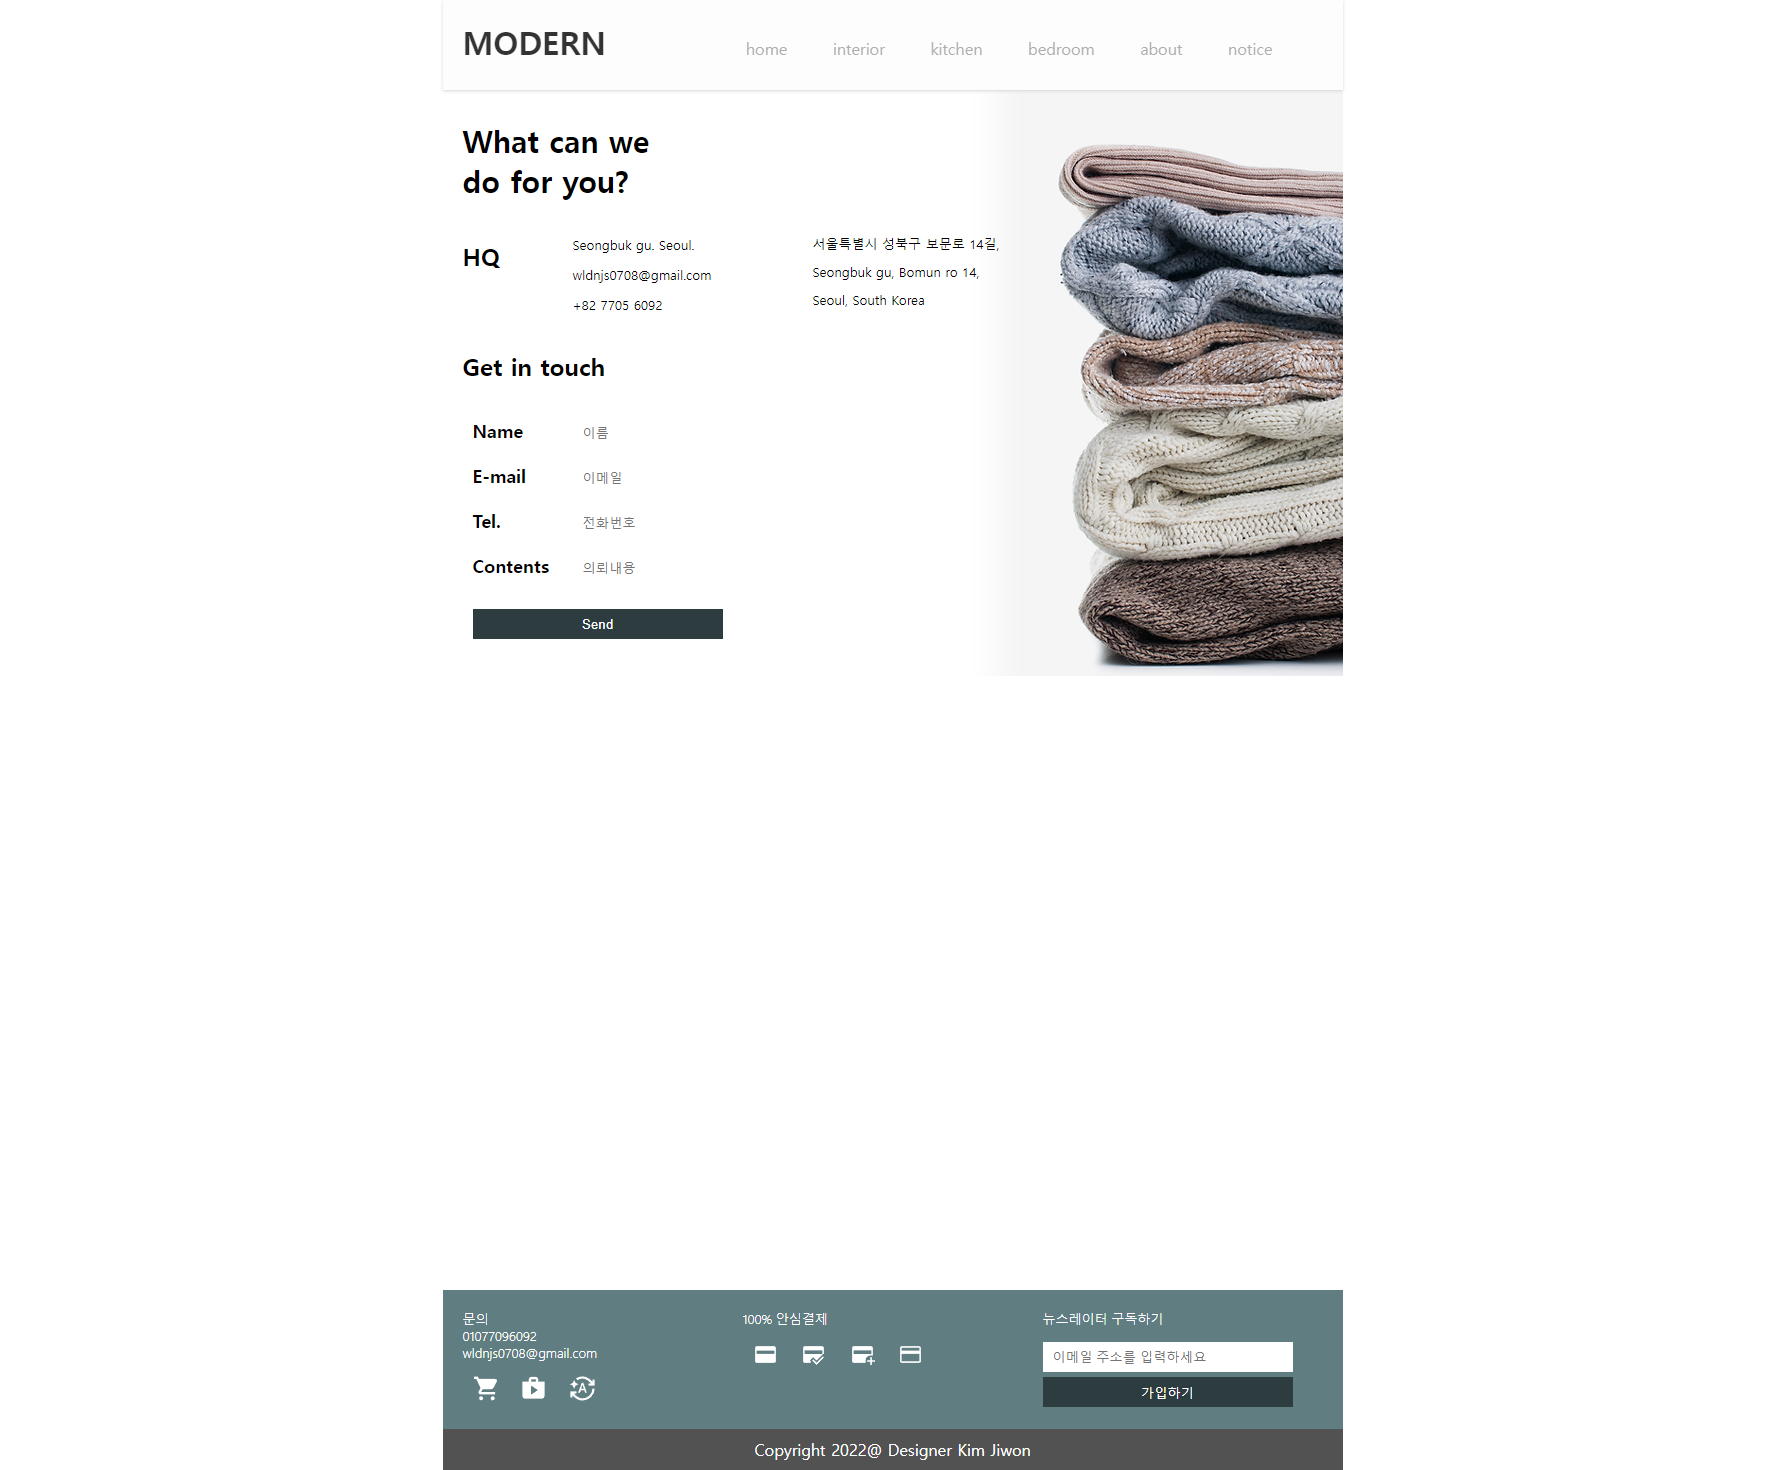 MODERN
home interior kitchen bedroom about notice
What can we
do for you?
HQ
Seongbuk gu. Seoul.
wldnjs0708@gmail.com
+82 7705 6092
서울특별시 성북구 보문로 14길,
Seongbuk gu, Bomun ro 14,
Seoul, South Korea
Get in touch
Name 이름
E-mail 이메일
Tel. 전화번호
Contents 의뢰내용
Send
문의
01077096092
wldnjs0708@gmail.com
100% 안심결제
뉴스레이터 구독하기
이메일 주소를 입력하세요
가입하기
Copyright 2022@ Designer Kim Jiwon